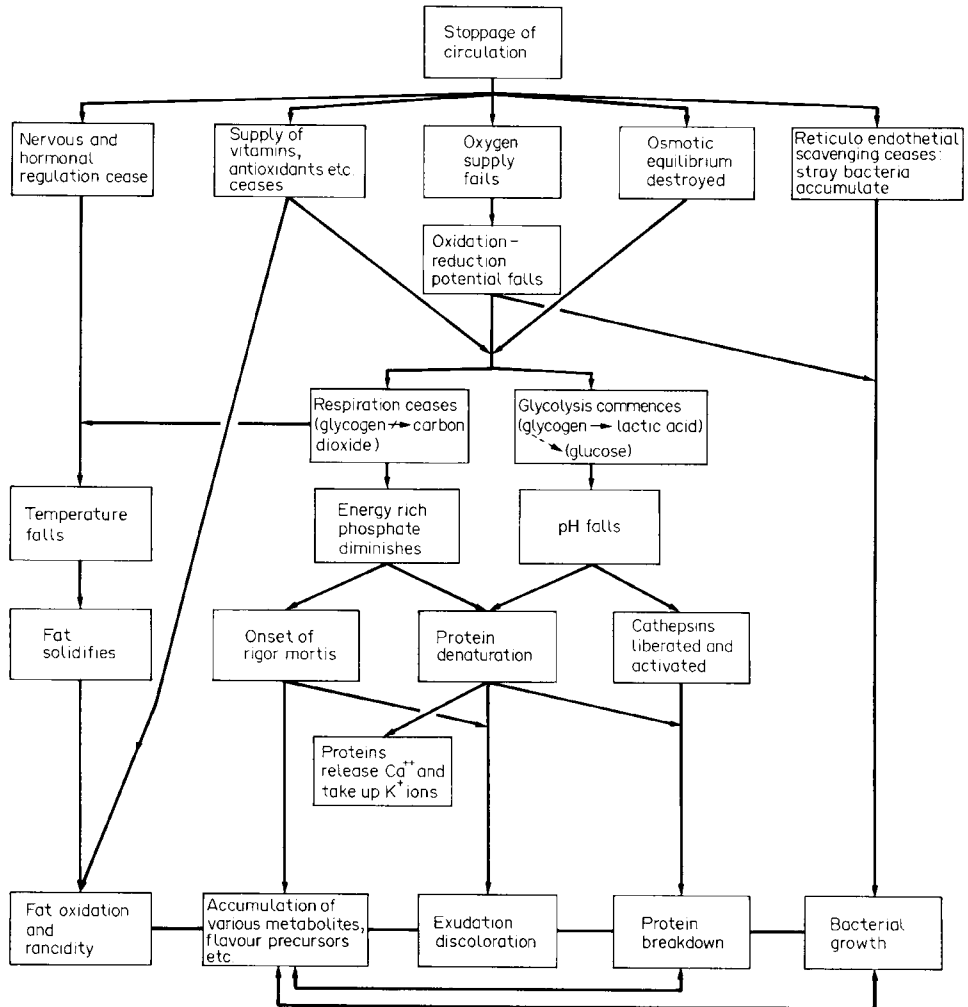 Stoppage of
circulation
Nervous and
hormonal
regulation cease
Supply of
vitamins,
antioxidants etc.
ceases
Oxygen
supply
fails
Osmotic
equilibrium
destroyed
Reticulo endothetial
scavenging ceases:
stray bacteria
accumulate
Oxidation-
reduction
potential falls
Respiration ceases
(glycogen ↛ carbon
dioxide)
Glycolysis commences
(glycogen → lactic acid)
(glucose)
Temperature
falls
Energy rich
phosphate
diminishes
pH falls
Fat
solidifies
Onset of
rigor mortis
Protein
denaturation
Cathepsins
liberated and
activated
Proteins
release Ca⁺⁺ and
take up K⁺ ions
Fat oxidation
and
rancidity
Accumulation of
various metabolites,
flavour precursors
etc.
Exudation
discoloration
Protein
breakdown
Bacterial
growth